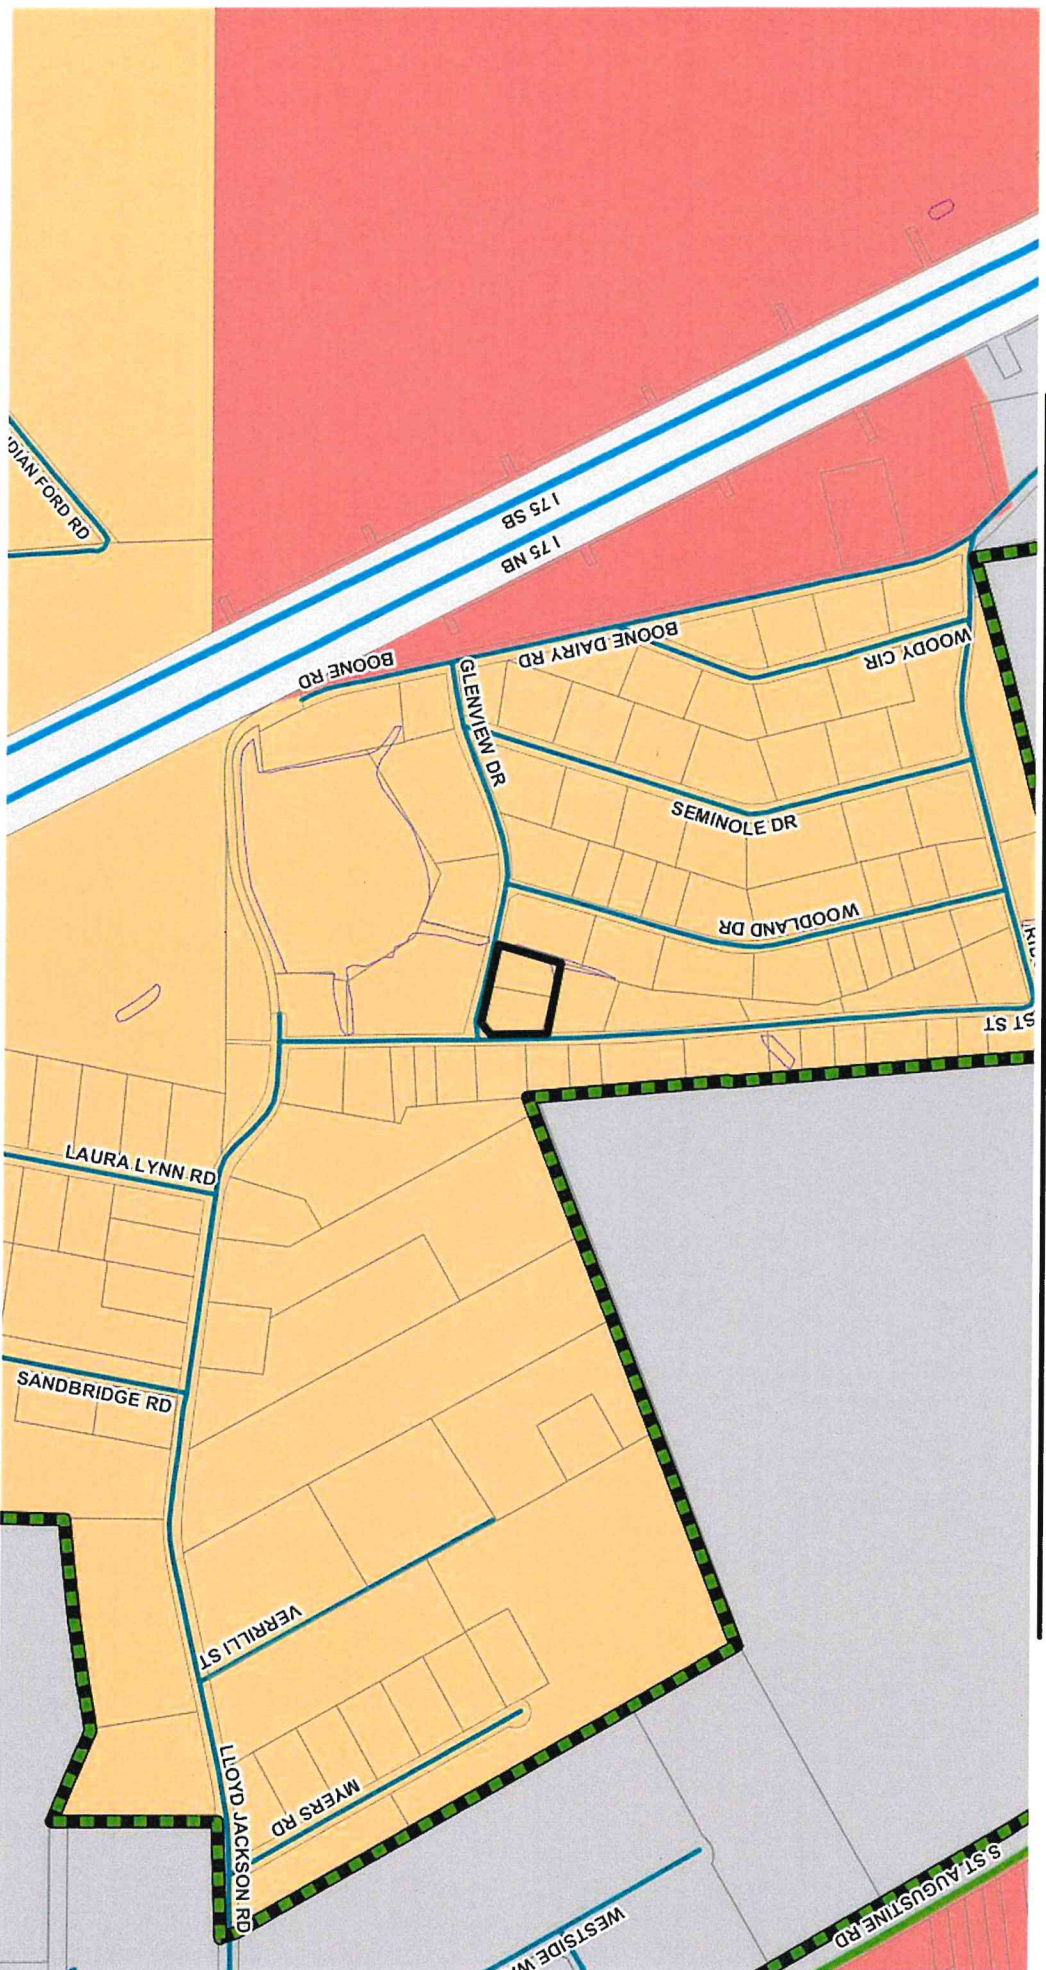 DIAN FORD RD
I 75 SB
I 75 NB
BOONE RD
BOONE DAIRY RD
WOODY CIR
GLENVIEW DR
SEMINOLE DR
WOODLAND DR
ST ST
LAURA LYNN RD
SANDBRIDGE RD
VERRILLI ST
LLOYD JACKSON RD
MYERS RD
WESTSIDE W
S ST AUGUSTINE RD